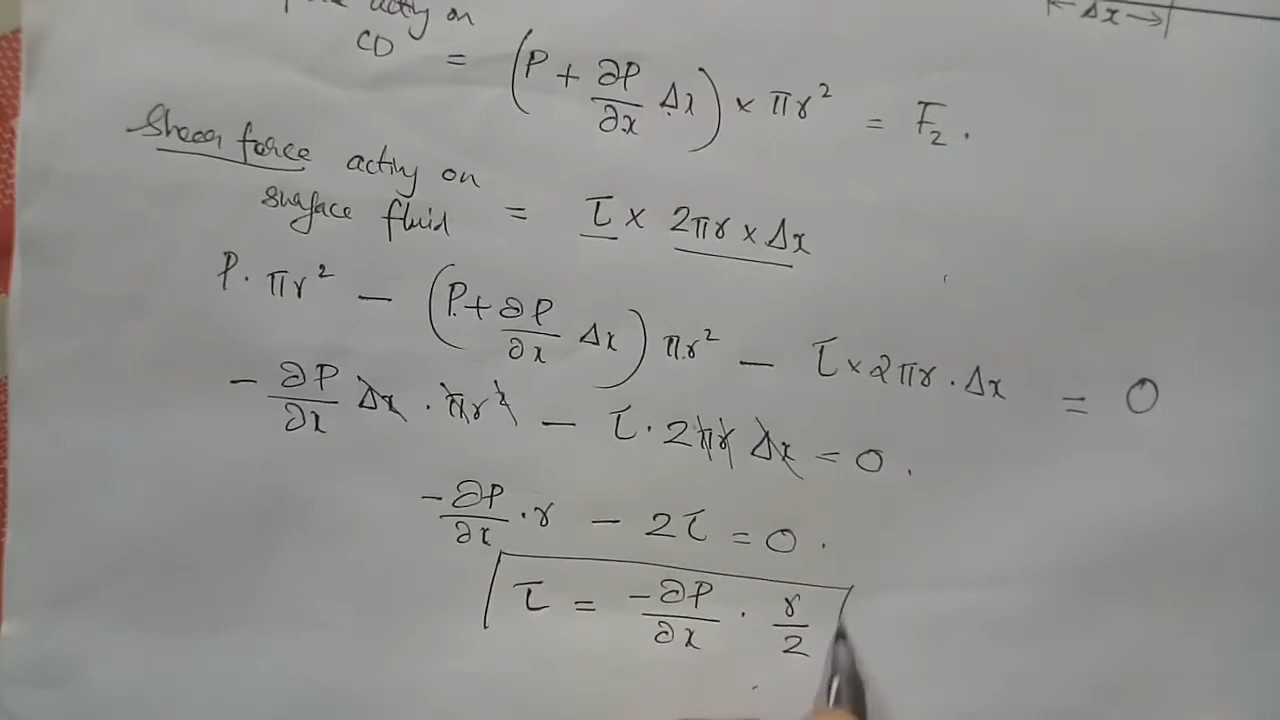 acting on
←Δx→
CD = (P + ∂P/∂x Δx) × πr² = F₂.
Shear force acting on
surface fluid = τ × 2πr × Δx
P. πr² − (P + ∂P/∂x Δx) πr² − τ × 2πr . Δx = 0
− ∂P/∂x Δx . πr² − τ . 2πr Δx = 0.
−∂P/∂x . r − 2τ = 0.
τ = −∂P/∂x . r/2